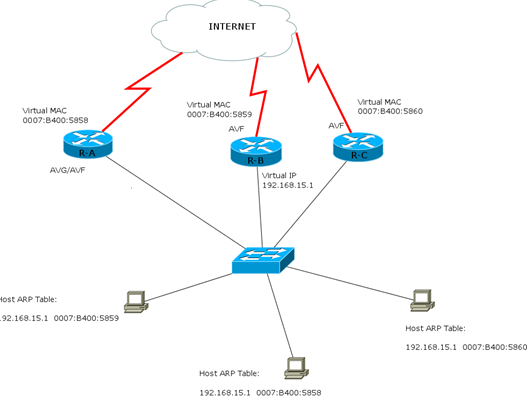 INTERNET
Virtual MAC
0007:B400:5858
Virtual MAC
0007:B400:5859
Virtual MAC
0007:B400:5860
AVF
AVF
R-A
R-B
R-C
AVG/AVF
Virtual IP
192.168.15.1
Host ARP Table:
192.168.15.1 0007:B400:5859
Host ARP Table:
192.168.15.1 0007:B400:5860
Host ARP Table:
192.168.15.1 0007:B400:5858